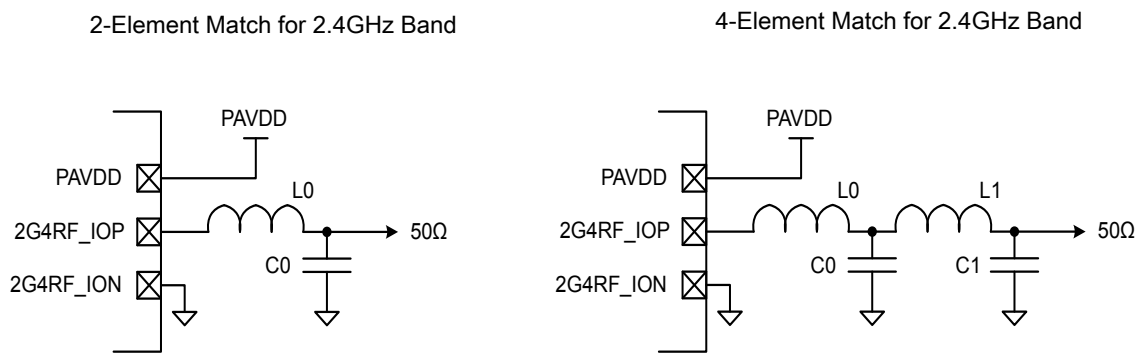 2-Element Match for 2.4GHz Band
PAVDD
PAVDD
L0
2G4RF_IOP
50Ω
C0
2G4RF_ION
4-Element Match for 2.4GHz Band
PAVDD
PAVDD
L0
L1
2G4RF_IOP
50Ω
C0
C1
2G4RF_ION